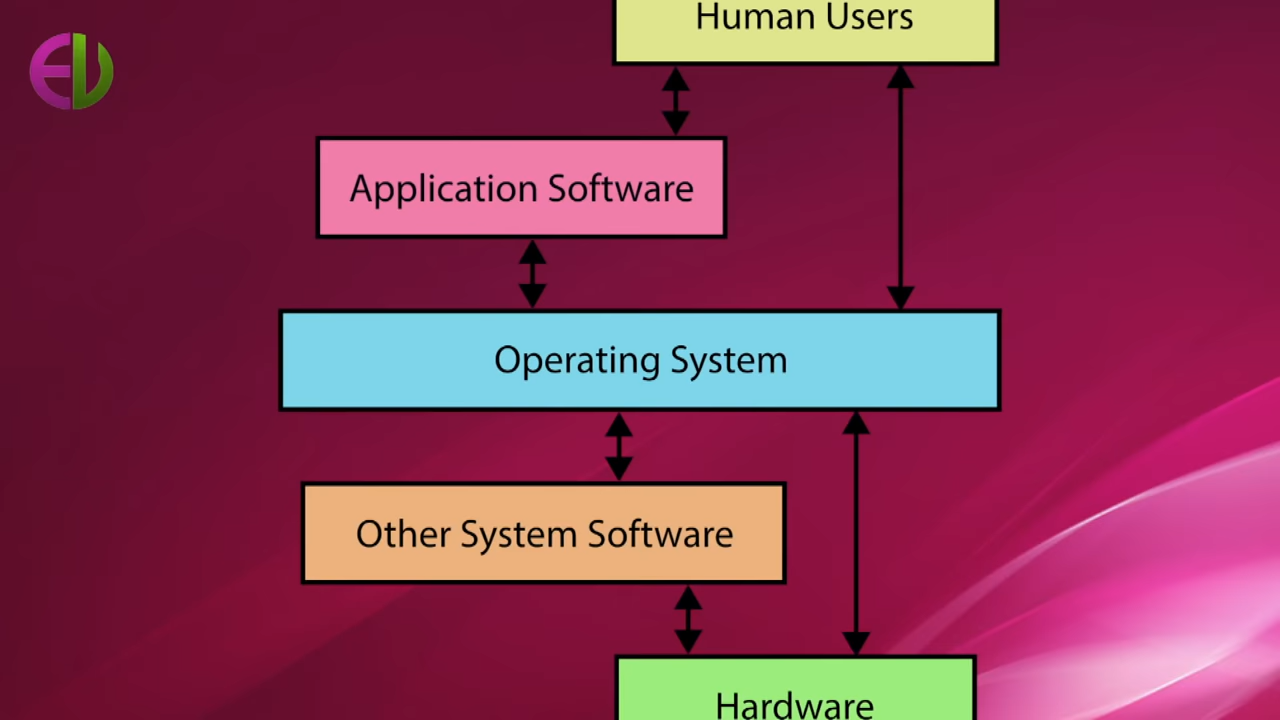 Human Users
Application Software
Operating System
Other System Software
Hardware